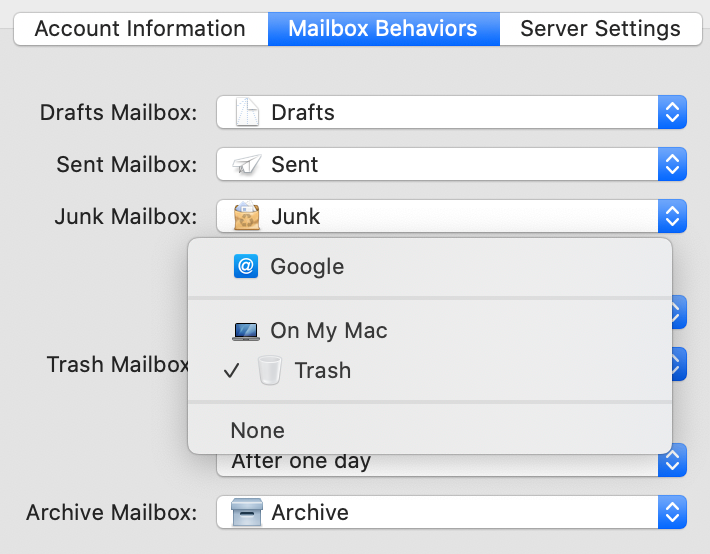 Account Information Mailbox Behaviors Server Settings
Drafts Mailbox: Drafts
Sent Mailbox: Sent
Junk Mailbox: Junk
Google
On My Mac
Trash Mailbox
Trash
None
After one day
Archive Mailbox: Archive